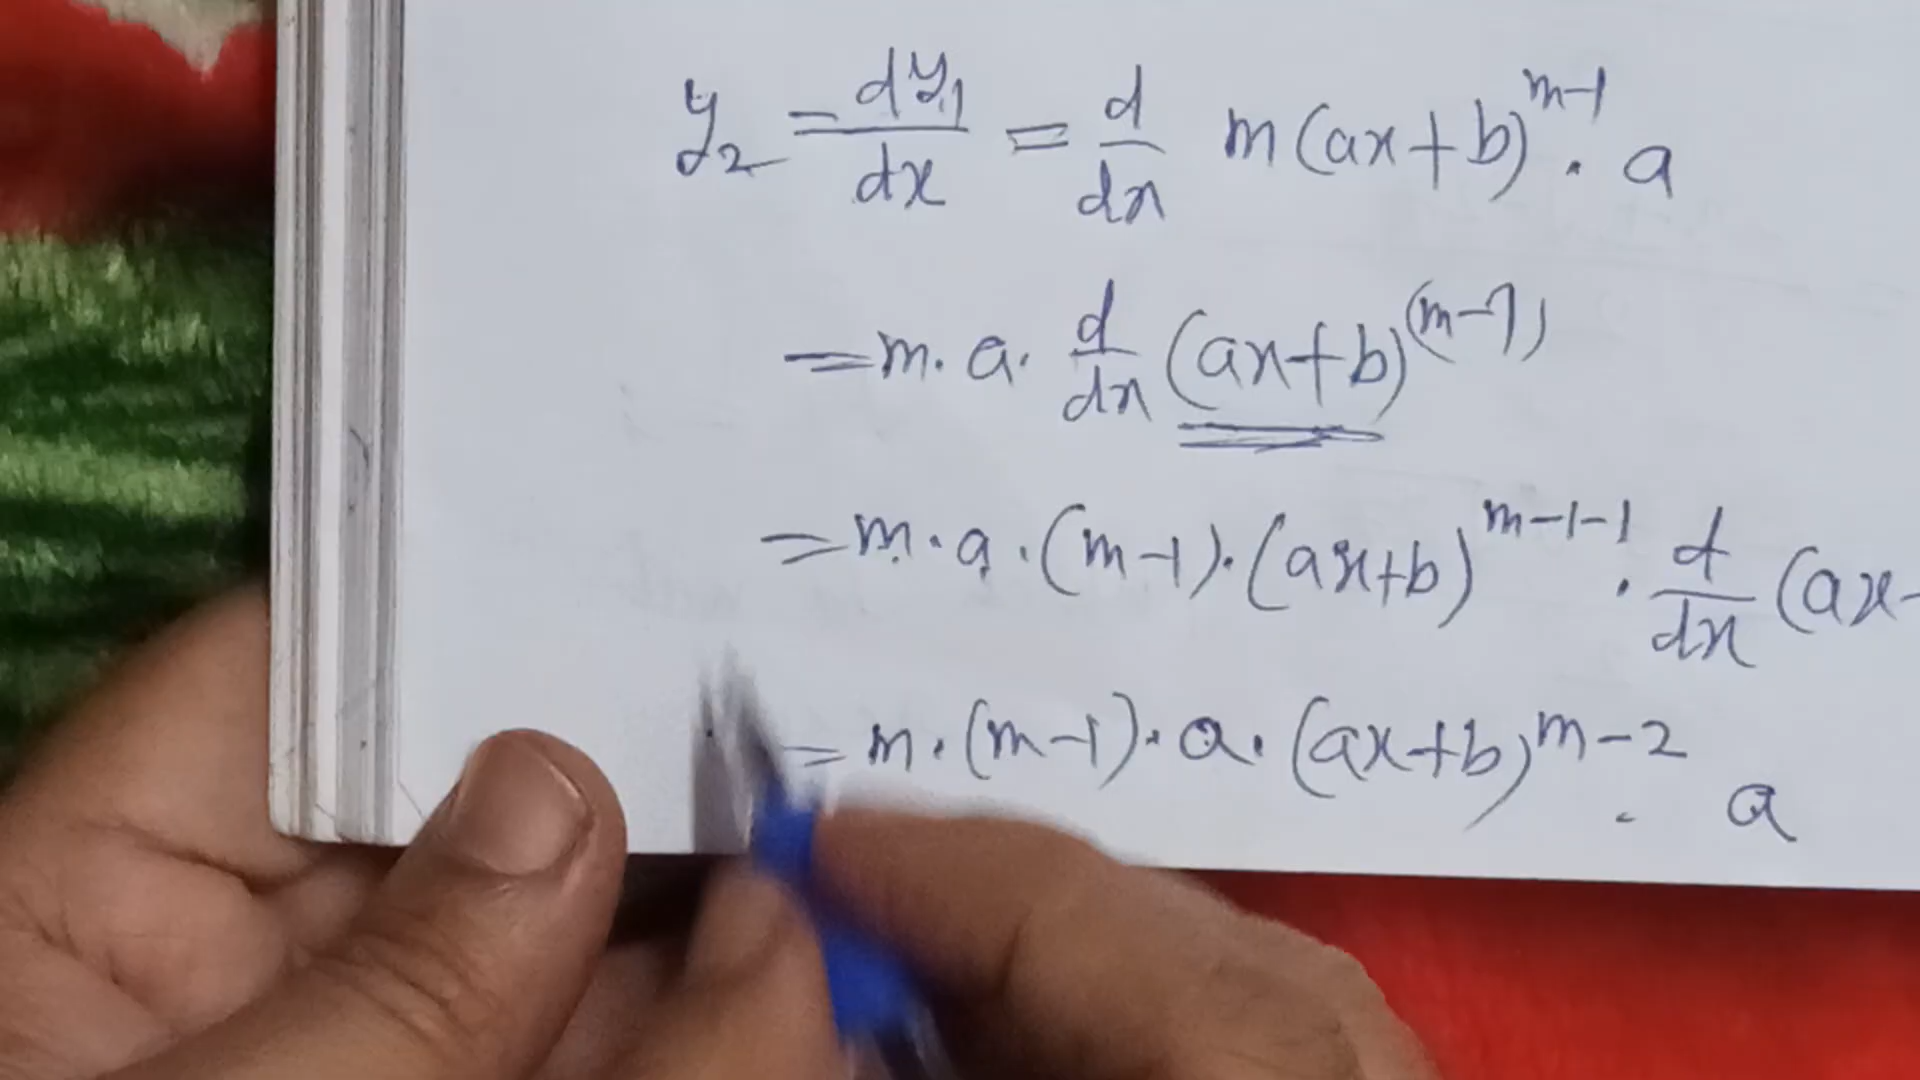 y₂ = dy₁/dx = d/dx m(ax+b)^{m-1} . a
= m. a. d/dx (ax+b)^{(m-1)}
= m . a . (m-1). (ax+b)^{m-1-1} . d/dx (ax-
= m . (m-1). a. (ax+b)^{m-2} . a